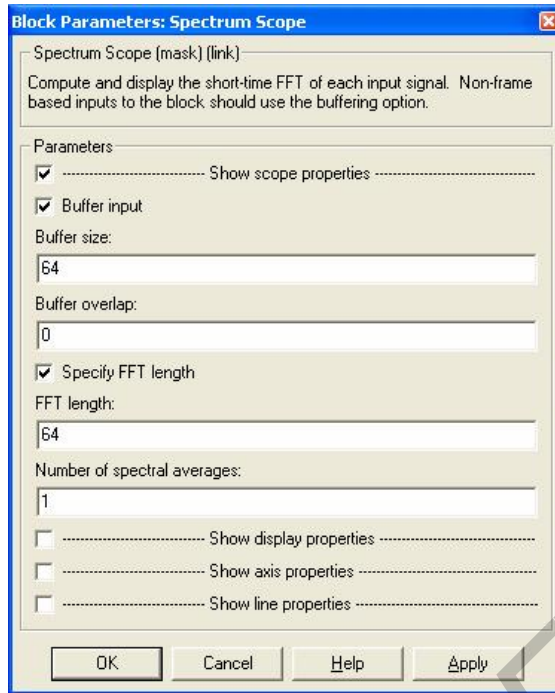 Block Parameters: Spectrum Scope
Spectrum Scope (mask) (link)
Compute and display the short-time FFT of each input signal. Non-frame
based inputs to the block should use the buffering option.
Parameters
---------------------------- Show scope properties --------------------------------
Buffer input
Buffer size:
64
Buffer overlap:
0
Specify FFT length
FFT length:
64
Number of spectral averages:
1
---------------------------- Show display properties -------------------------------
---------------------------- Show axis properties ----------------------------------
---------------------------- Show line properties -----------------------------------
OK
Cancel
Help
Apply